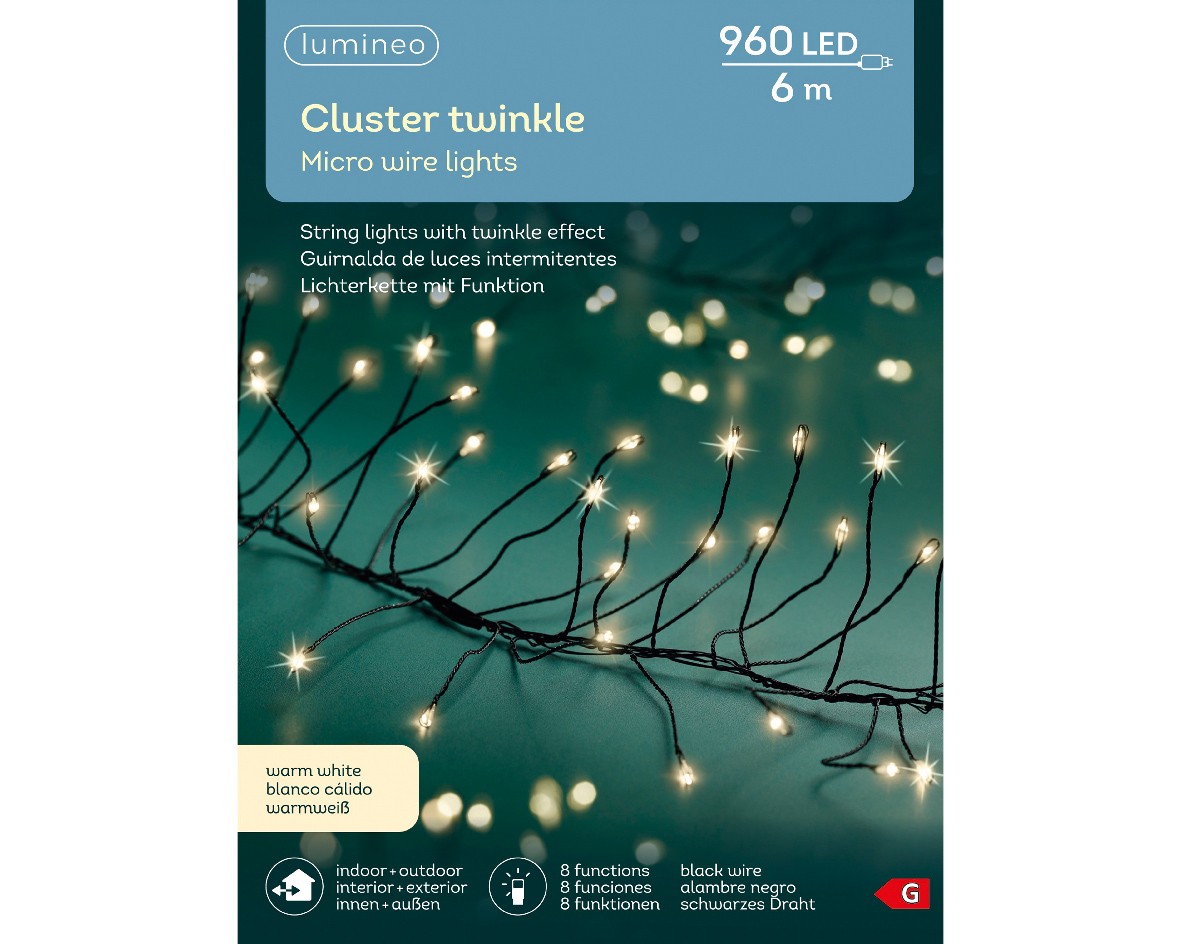 lumineo
960 LED
6 m
Cluster twinkle
Micro wire lights
String lights with twinkle effect
Guirnalda de luces intermitentes
Lichterkette mit Funktion
warm white
blanco cálido
warmweiß
indoor + outdoor
interior + exterior
innen + außen
8 functions
8 funciones
8 funktionen
black wire
alambre negro
schwarzes Draht
G